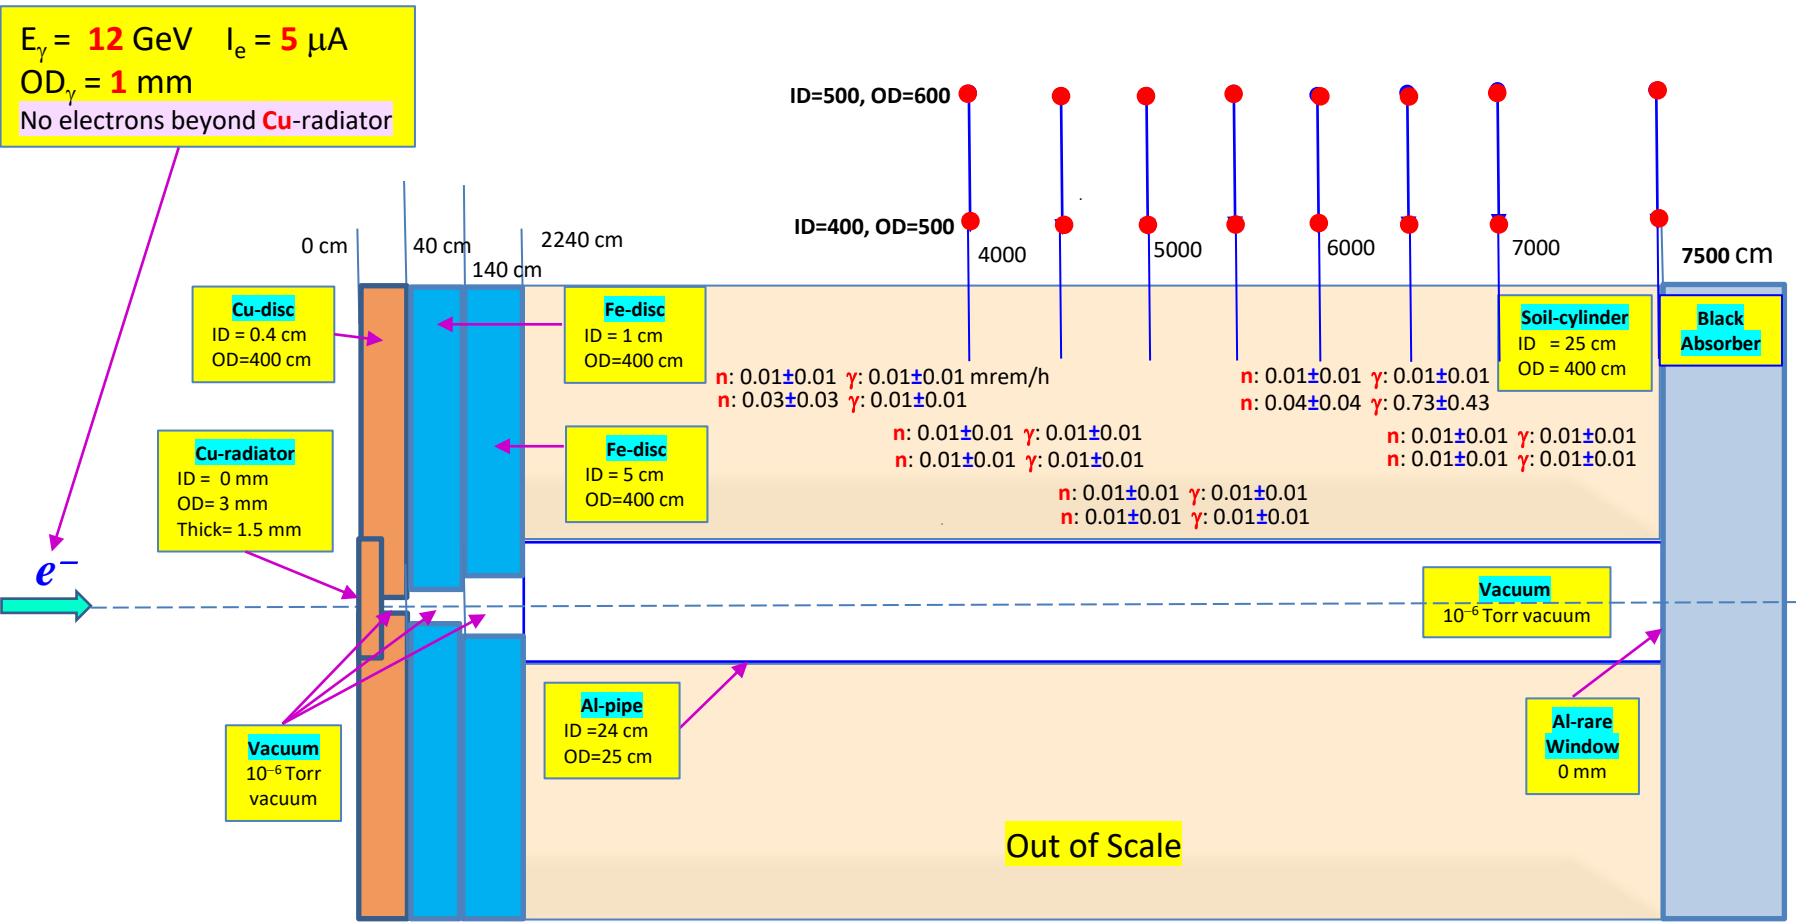 Eγ = 12 GeV Ie = 5 μA
ODγ = 1 mm
No electrons beyond Cu-radiator
ID=500, OD=600
ID=400, OD=500
0 cm
40 cm
140 cm
2240 cm
4000
5000
6000
7000
7500 cm
Cu-disc
ID = 0.4 cm
OD=400 cm
Fe-disc
ID = 1 cm
OD=400 cm
Soil-cylinder
ID = 25 cm
OD = 400 cm
Black
Absorber
n: 0.01±0.01 γ: 0.01±0.01 mrem/h
n: 0.03±0.03 γ: 0.01±0.01
n: 0.01±0.01 γ: 0.01±0.01
n: 0.04±0.04 γ: 0.73±0.43
n: 0.01±0.01 γ: 0.01±0.01
n: 0.01±0.01 γ: 0.01±0.01
n: 0.01±0.01 γ: 0.01±0.01
n: 0.01±0.01 γ: 0.01±0.01
n: 0.01±0.01 γ: 0.01±0.01
n: 0.01±0.01 γ: 0.01±0.01
Cu-radiator
ID = 0 mm
OD= 3 mm
Thick= 1.5 mm
Fe-disc
ID = 5 cm
OD=400 cm
e−
Vacuum
10−6 Torr vacuum
Al-pipe
ID =24 cm
OD=25 cm
Vacuum
10−6 Torr
vacuum
Al-rare
Window
0 mm
Out of Scale